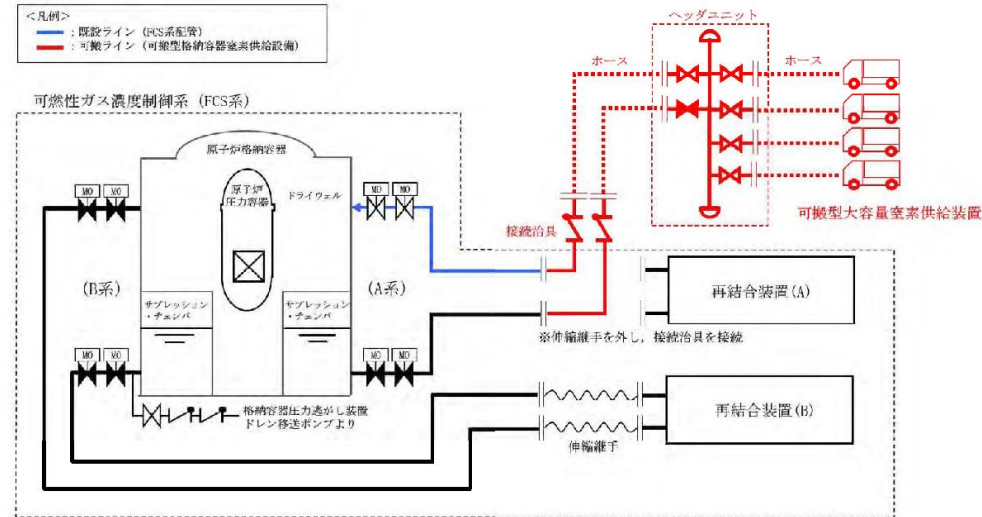 <凡例>
：既設ライン（FCS系配管）
：可搬ライン（可搬型格納容器窒素供給設備）
ヘッダユニット
ホース
ホース
可搬型大容量窒素供給装置
可燃性ガス濃度制御系（FCS系）
原子炉格納容器
原子炉
圧力容器
ドライウェル
MO
MO
MO
MO
接続治具
(B系)
(A系)
サプレッション
・チェンバ
サプレッション
・チェンバ
再結合装置(A)
※伸縮継手を外し，接続治具を接続
MO
MO
MO
MO
格納容器圧力逃がし装置
ドレン移送ポンプより
再結合装置(B)
伸縮継手